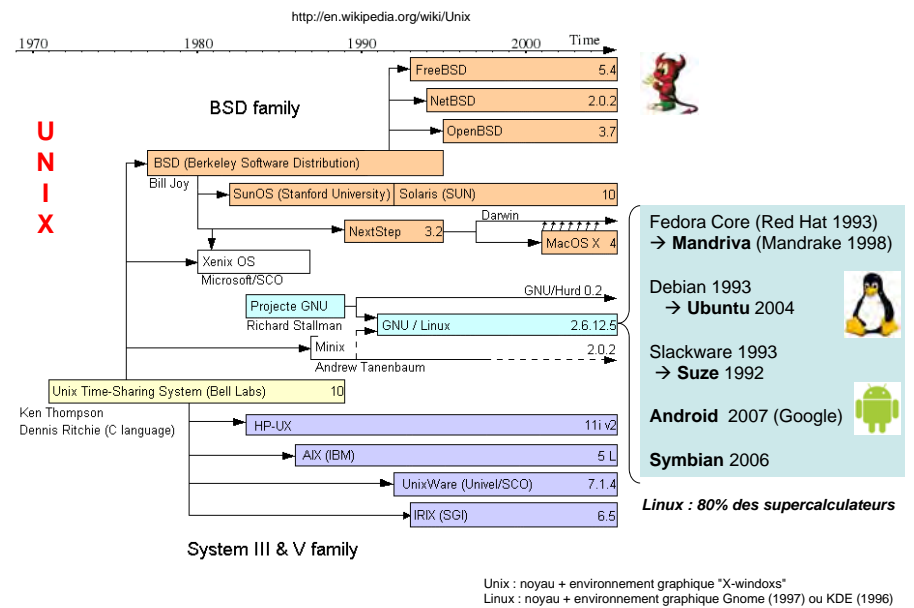 http://en.wikipedia.org/wiki/Unix
1970 1980 1990 2000 Time
FreeBSD 5.4
BSD family
NetBSD 2.0.2
OpenBSD 3.7
U
N
I
X
BSD (Berkeley Software Distribution)
Bill Joy
SunOS (Stanford University) Solaris (SUN) 10
Darwin
NextStep 3.2
MacOS X 4
Xenix OS
Microsoft/SCO
GNU/Hurd 0.2
Projecte GNU
Richard Stallman
GNU / Linux 2.6.12.5
Minix 2.0.2
Andrew Tanenbaum
Unix Time-Sharing System (Bell Labs) 10
Ken Thompson
Dennis Ritchie (C language)
HP-UX 11i v2
AIX (IBM) 5 L
UnixWare (Univel/SCO) 7.1.4
IRIX (SGI) 6.5
System III & V family
Fedora Core (Red Hat 1993)
→ Mandriva (Mandrake 1998)
Debian 1993
→ Ubuntu 2004
Slackware 1993
→ Suze 1992
Android 2007 (Google)
Symbian 2006
Linux : 80% des supercalculateurs
Unix : noyau + environnement graphique "X-windoxs"
Linux : noyau + environnement graphique Gnome (1997) ou KDE (1996)